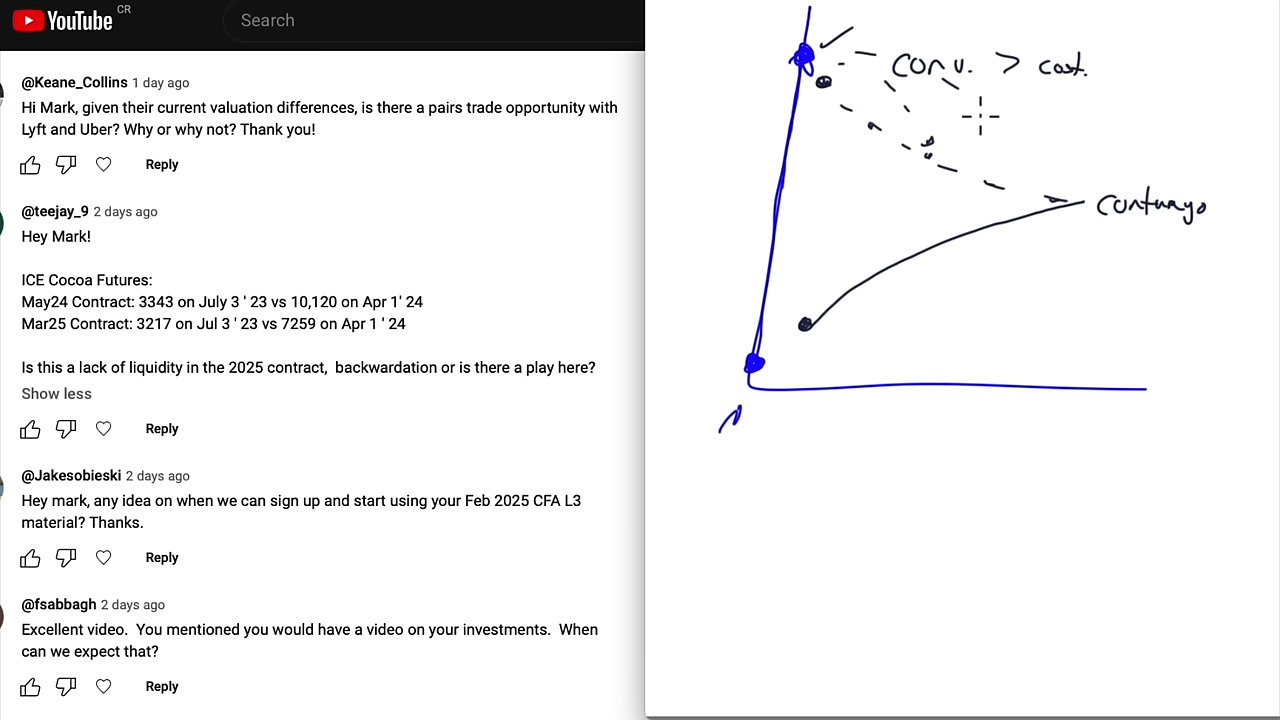 YouTube CR
Search
@Keane_Collins 1 day ago
Hi Mark, given their current valuation differences, is there a pairs trade opportunity with
Lyft and Uber? Why or why not? Thank you!
Reply
@teejay_9 2 days ago
Hey Mark!
ICE Cocoa Futures:
May24 Contract: 3343 on July 3 ' 23 vs 10,120 on Apr 1' 24
Mar25 Contract: 3217 on Jul 3 ' 23 vs 7259 on Apr 1 ' 24
Is this a lack of liquidity in the 2025 contract,  backwardation or is there a play here?
Show less
Reply
@Jakesobieski 2 days ago
Hey mark, any idea on when we can sign up and start using your Feb 2025 CFA L3
material? Thanks.
Reply
@fsabbagh 2 days ago
Excellent video.  You mentioned you would have a video on your investments.  When
can we expect that?
Reply
conv. > cost.